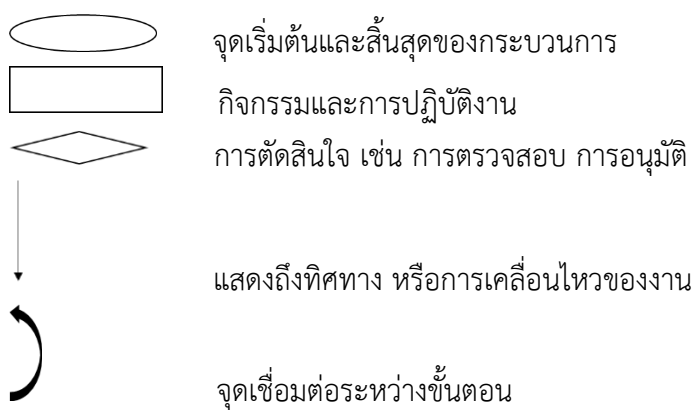 จุดเริ่มต้นและสิ้นสุดของกระบวนการ
กิจกรรมและการปฏิบัติงาน
การตัดสินใจ เช่น การตรวจสอบ การอนุมัติ
แสดงถึงทิศทาง หรือการเคลื่อนไหวของงาน
จุดเชื่อมต่อระหว่างขั้นตอน